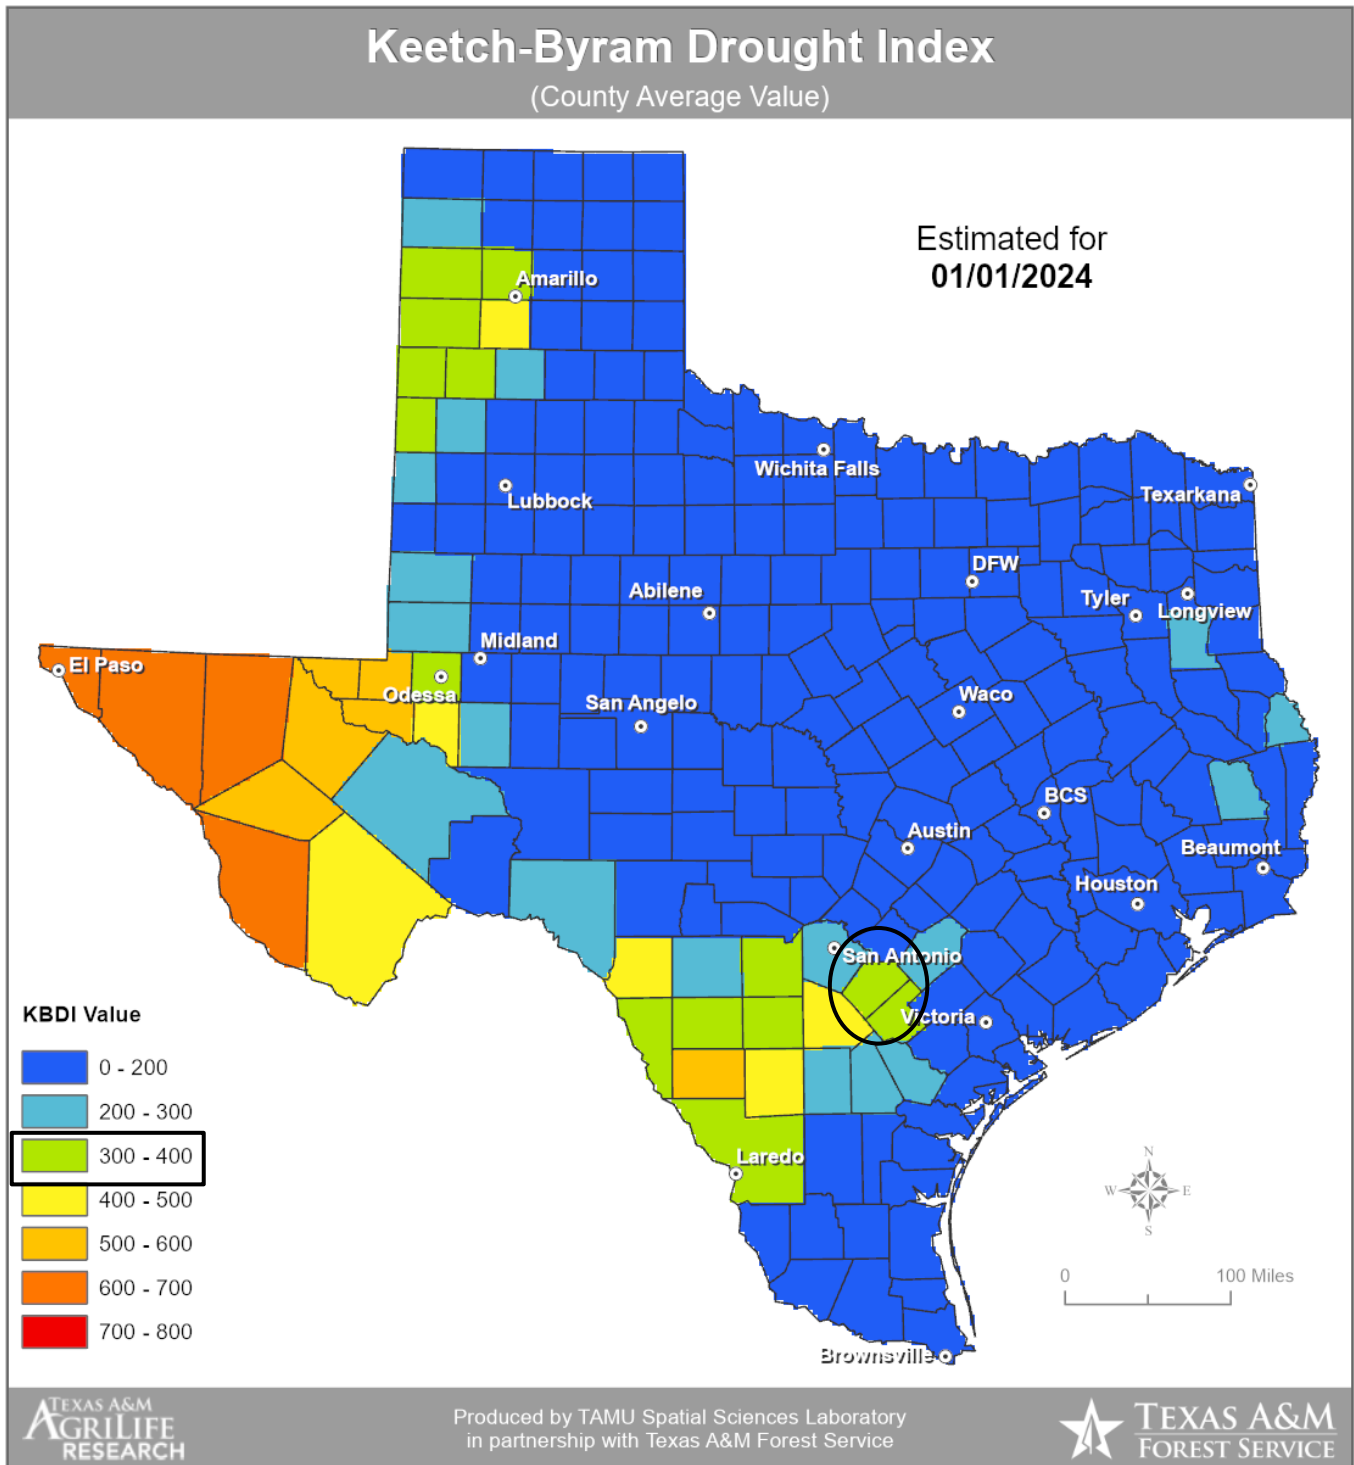 Keetch-Byram Drought Index
(County Average Value)
Estimated for
01/01/2024
Amarillo
Wichita Falls
Texarkana
Lubbock
DFW
Abilene
Tyler
Longview
Midland
El Paso
Odessa
San Angelo
Waco
BCS
Austin
Beaumont
Houston
San Antonio
Victoria
Laredo
Brownsville
KBDI Value
0 - 200
200 - 300
300 - 400
400 - 500
500 - 600
600 - 700
700 - 800
N
W
E
S
0 100 Miles
TEXAS A&M
AGRILIFE
RESEARCH
Produced by TAMU Spatial Sciences Laboratory
in partnership with Texas A&M Forest Service
TEXAS A&M
FOREST SERVICE